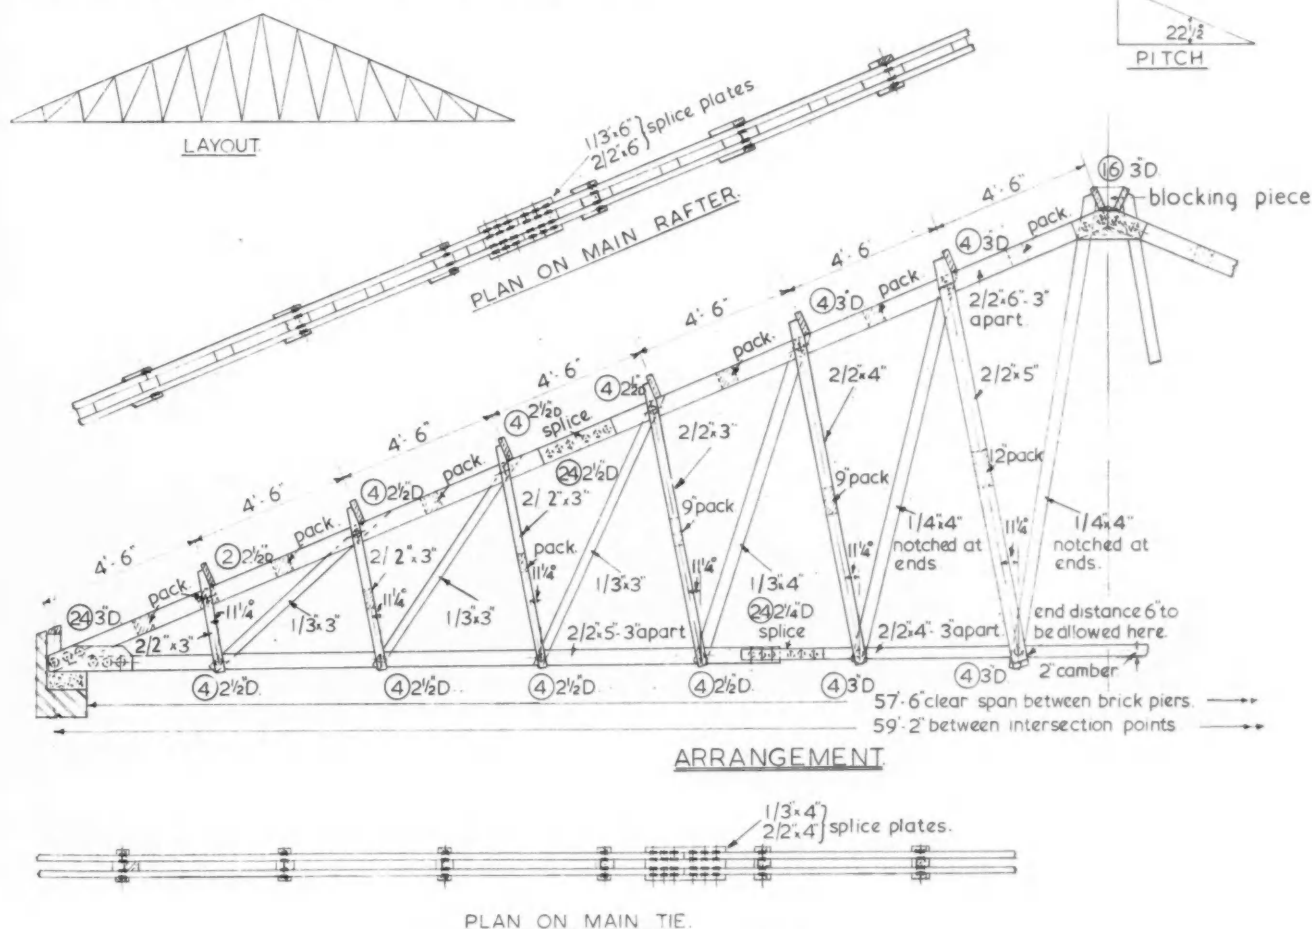 LAYOUT.
22½°
PITCH
1/3"x6"
2/2"x6"
splice plates
PLAN ON MAIN RAFTER.
16 3"D.
blocking piece
4'-6"
4'-6"
4'-6"
4'-6"
4'-6"
4'-6"
4'-6"
pack.
4 3"D.
pack.
2/2"x6"-3"
apart.
4 3"D.
pack.
2/2"x4"
2/2"x5"
4 2½"D.
4 2½"D.
splice
24 2½"D
2/2"x3"
pack.
2/2"x3"
9"pack
9"pack
12"pack
4 2½"D.
pack.
2 2½"D
2/2"x3"
pack.
pack.
24 3"D.
2/2"x3"
11¼°
11¼°
11¼°
11¼°
11¼°
11¼°
1/3"x3"
1/3"x3"
1/3"x3"
1/3"x4"
1/4"x4"
notched at
ends.
1/4"x4"
notched at
ends.
24 2¼"D
splice
2/2"x5"-3"apart
2/2"x4"-3"apart.
end distance 6" to
be allowed here.
2" camber
4 2½"D.
4 2½"D.
4 2½"D.
4 2½"D.
4 3"D.
4 3"D.
57'-6" clear span between brick piers.
59'-2" between intersection points
ARRANGEMENT.
1/3"x4"
2/2"x4"
splice plates.
PLAN ON MAIN TIE.